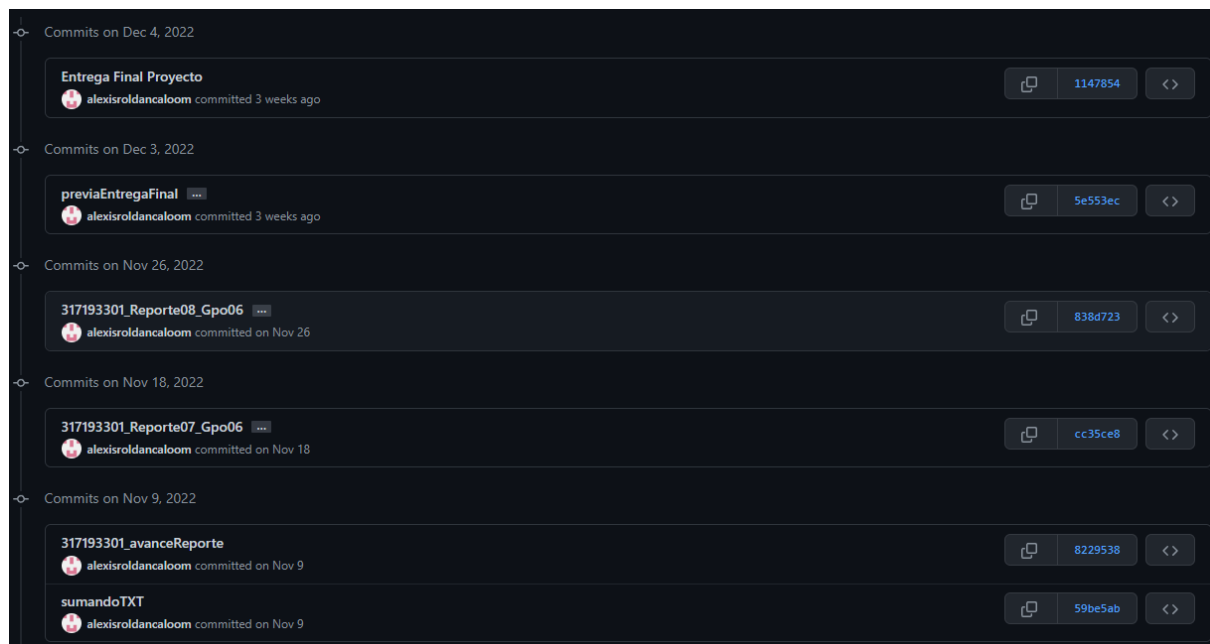 Commits on Dec 4, 2022
Entrega Final Proyecto
alexisroldancaloom committed 3 weeks ago
1147854
Commits on Dec 3, 2022
previaEntregaFinal ...
alexisroldancaloom committed 3 weeks ago
5e553ec
Commits on Nov 26, 2022
317193301_Reporte08_Gpo06 ...
alexisroldancaloom committed on Nov 26
838d723
Commits on Nov 18, 2022
317193301_Reporte07_Gpo06 ...
alexisroldancaloom committed on Nov 18
cc35ce8
Commits on Nov 9, 2022
317193301_avanceReporte
alexisroldancaloom committed on Nov 9
8229538
sumandoTXT
alexisroldancaloom committed on Nov 9
59be5ab